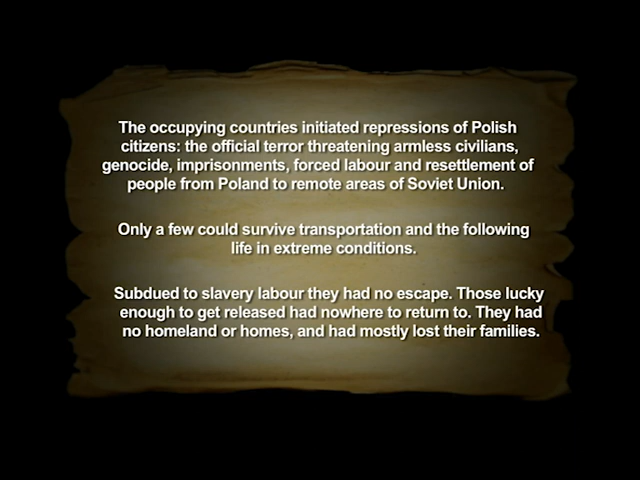 The occupying countries initiated repressions of Polish
citizens: the official terror threatening armless civilians,
genocide, imprisonments, forced labour and resettlement of
people from Poland to remote areas of Soviet Union.
Only a few could survive transportation and the following
life in extreme conditions.
Subdued to slavery labour they had no escape. Those lucky
enough to get released had nowhere to return to. They had
no homeland or homes, and had mostly lost their families.